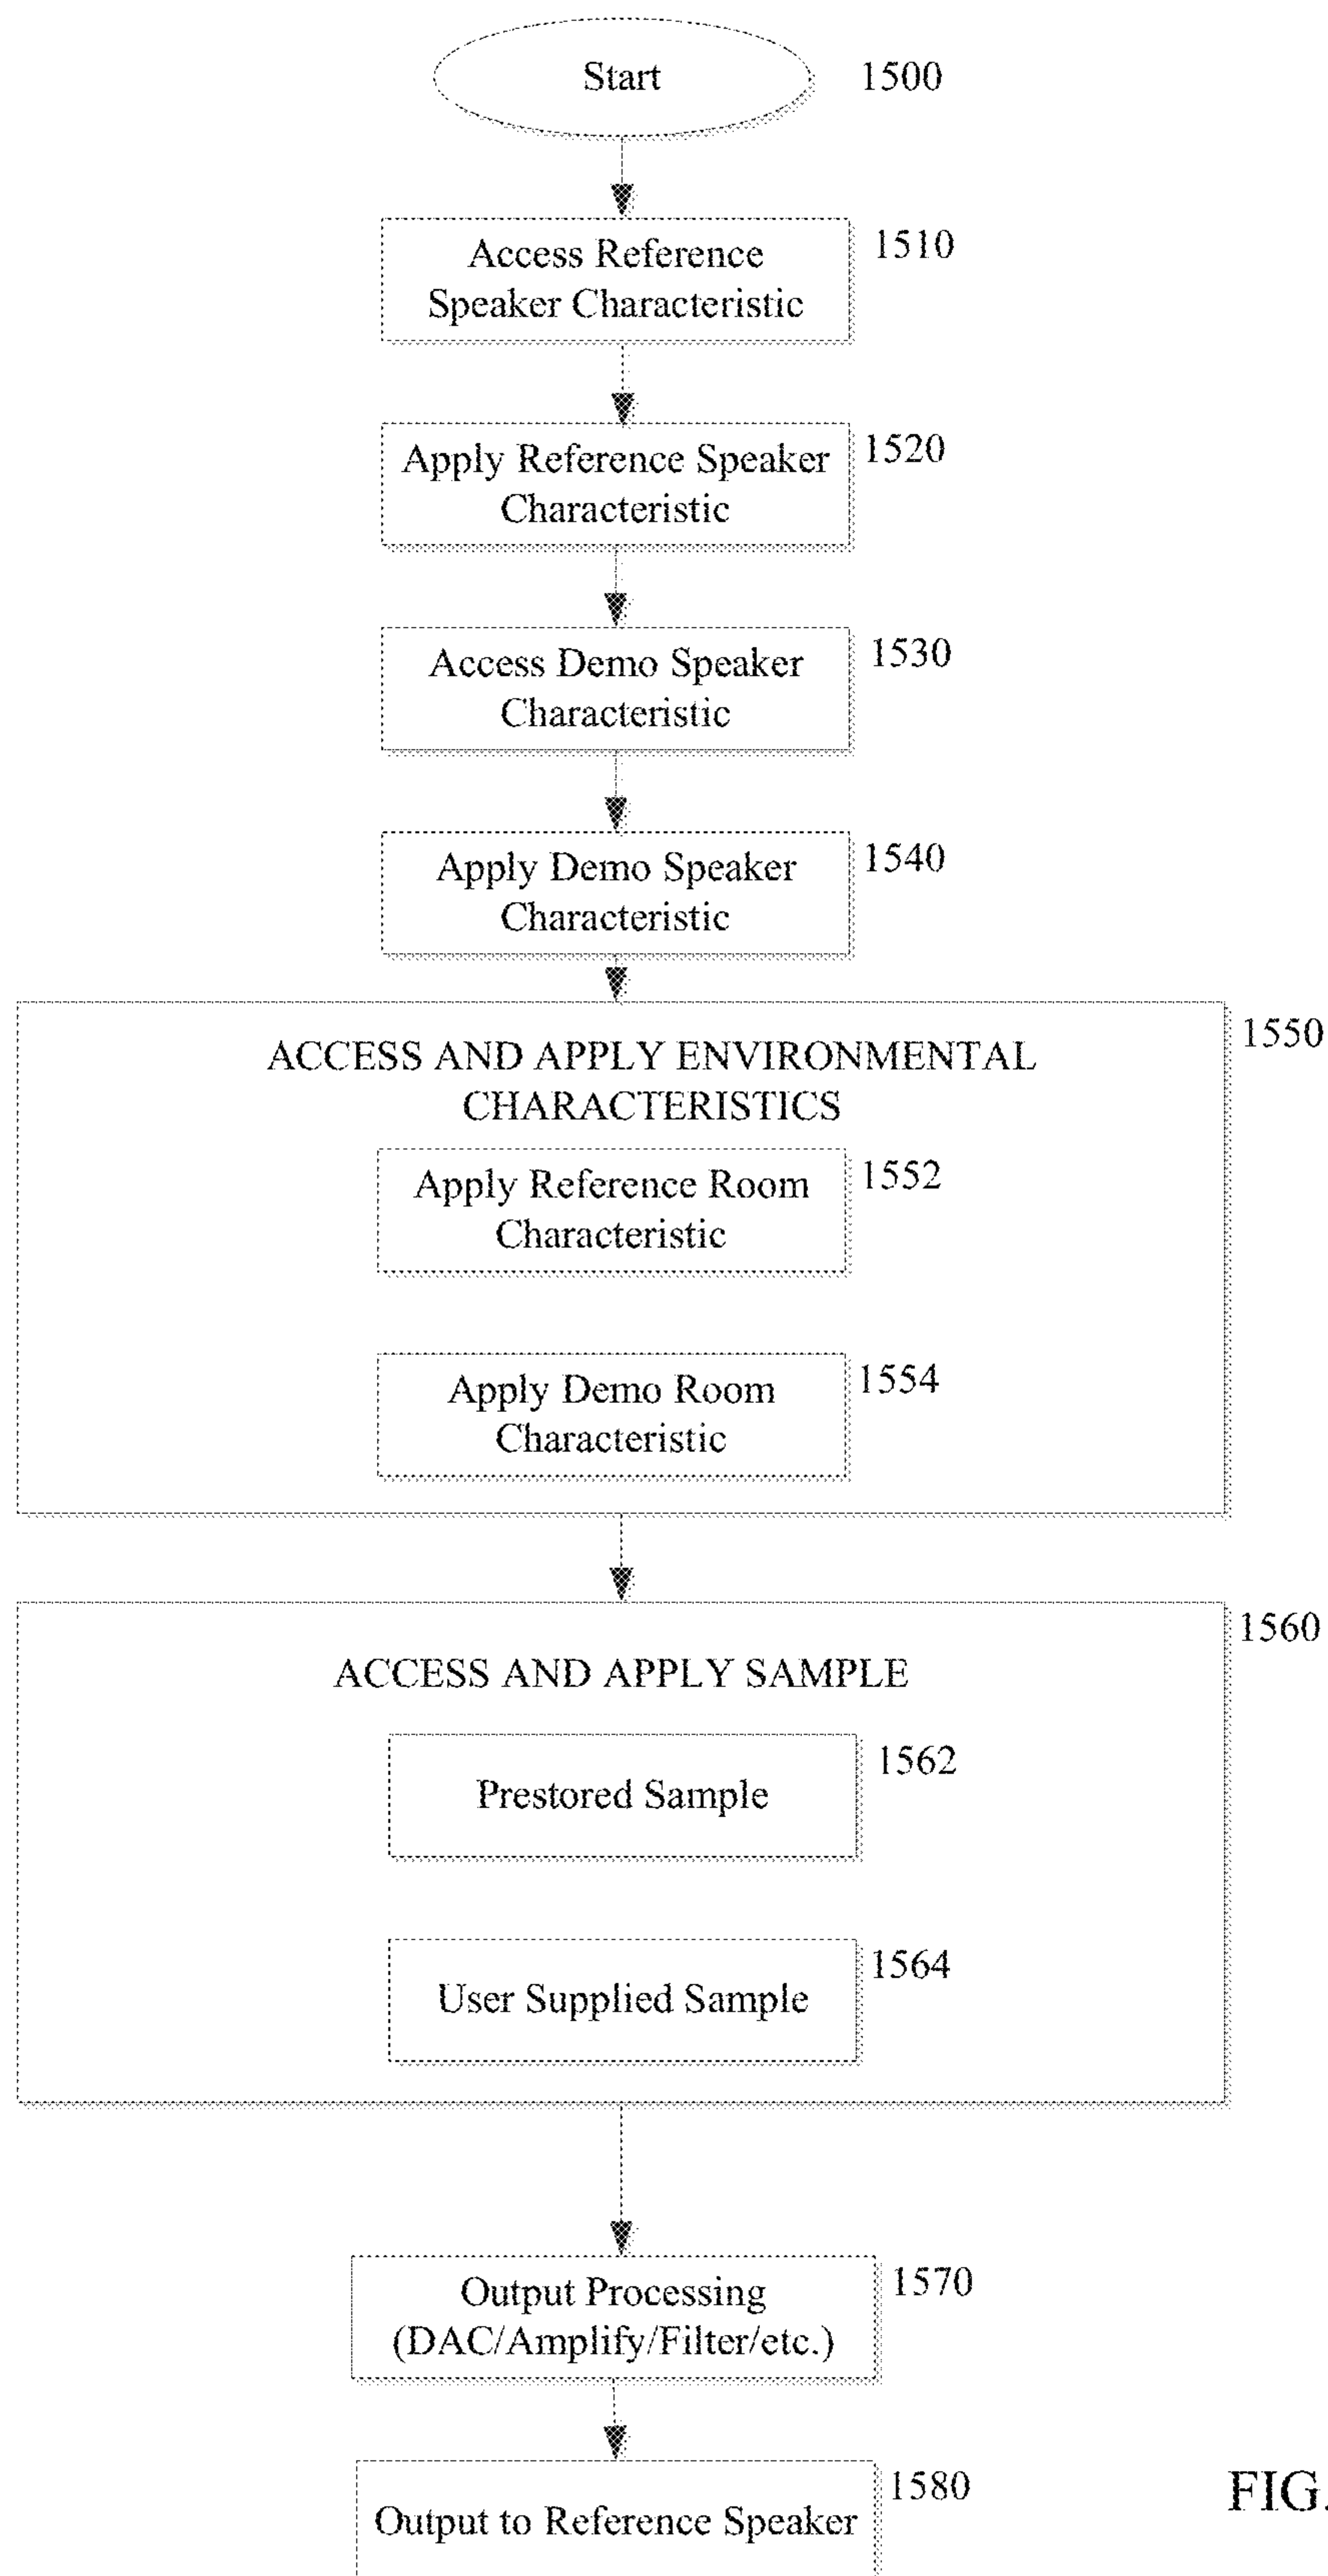 Start 1500
Access Reference 1510
Speaker Characteristic
Apply Reference Speaker 1520
Characteristic
Access Demo Speaker 1530
Characteristic
Apply Demo Speaker 1540
Characteristic
1550
ACCESS AND APPLY ENVIRONMENTAL
CHARACTERISTICS
Apply Reference Room 1552
Characteristic
Apply Demo Room 1554
Characteristic
1560
ACCESS AND APPLY SAMPLE
1562
Prestored Sample
1564
User Supplied Sample
Output Processing 1570
(DAC/Amplify/Filter/etc.)
1580
Output to Reference Speaker
FIG.